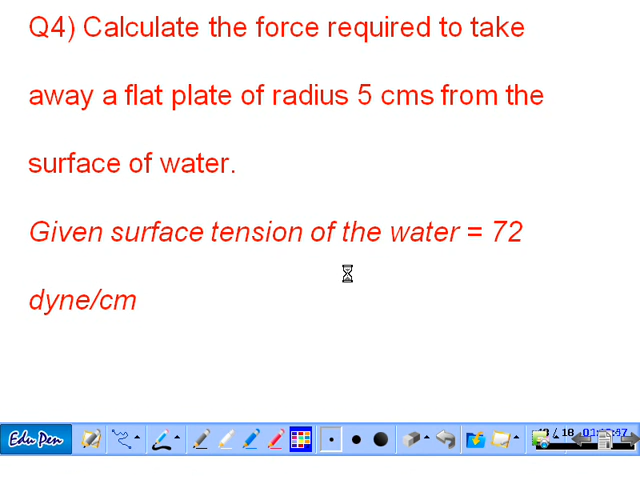 Q4) Calculate the force required to take
away a flat plate of radius 5 cms from the
surface of water.
Given surface tension of the water = 72
dyne/cm
Edu Pen
/ 18